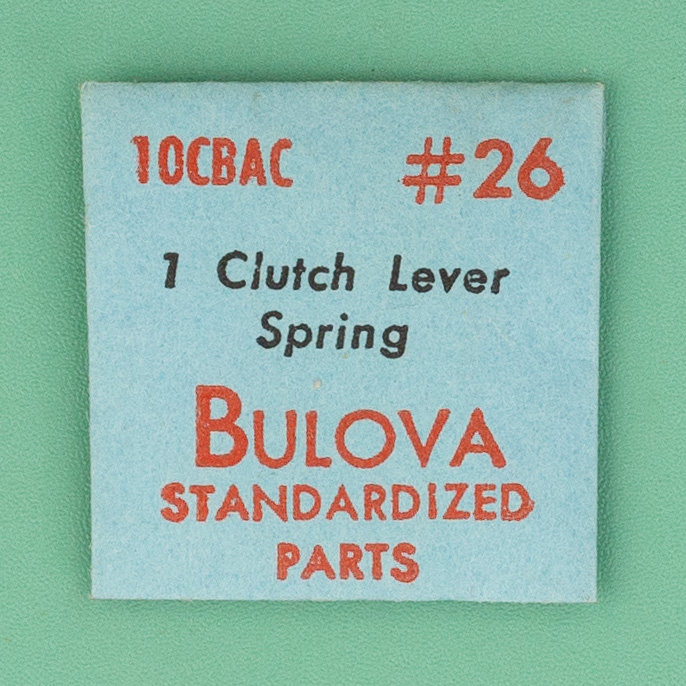 10CBAC #26
1 Clutch Lever
Spring
BULOVA
STANDARDIZED
PARTS